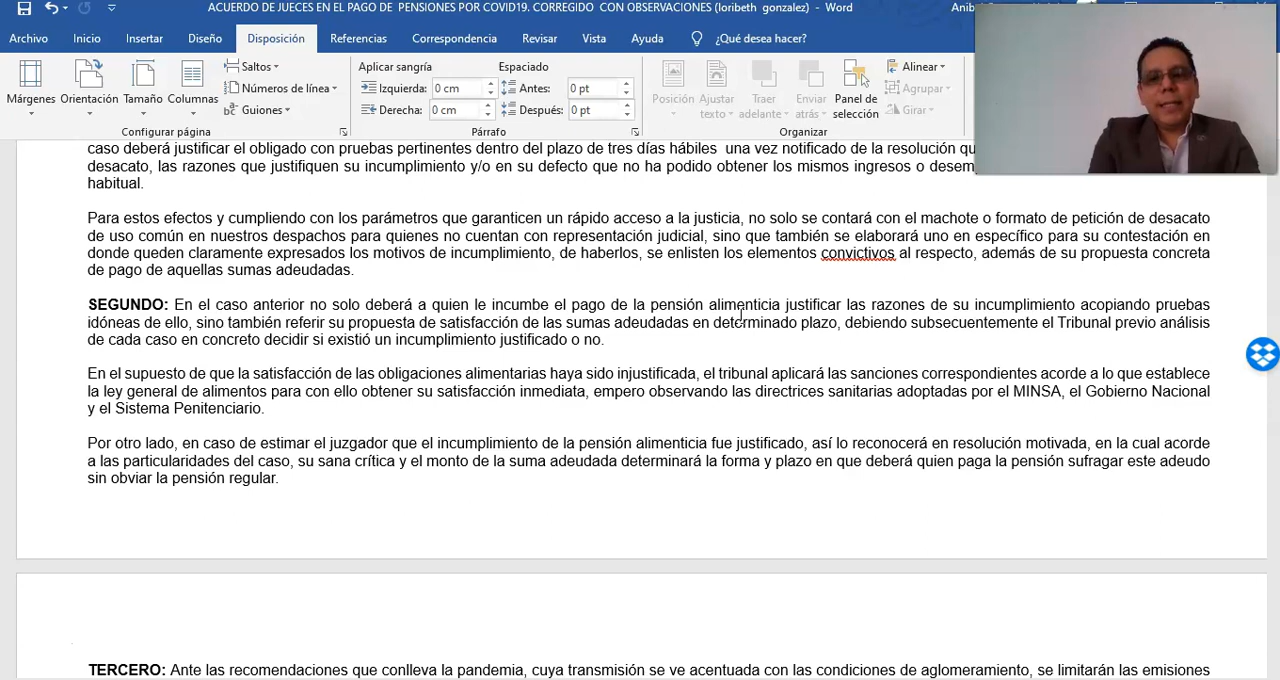 ACUERDO DE JUECES EN EL PAGO DE PENSIONES POR COVID19. CORREGIDO CON OBSERVACIONES (loribeth gonzalez) - Word
Archivo Inicio Insertar Diseño Disposición Referencias Correspondencia Revisar Vista Ayuda ¿Qué desea hacer?
Márgenes Orientación Tamaño Columnas
Saltos
Números de línea
Guiones
Configurar página
Aplicar sangría Espaciado
Izquierda: 0 cm Antes: 0 pt
Derecha: 0 cm Después: 0 pt
Párrafo
Posición Ajustar texto Traer adelante Enviar atrás Panel de selección
Alinear
Agrupar
Girar
Organizar
caso deberá justificar el obligado con pruebas pertinentes dentro del plazo de tres días hábiles una vez notificado de la resolución
desacato, las razones que justifiquen su incumplimiento y/o en su defecto que no ha podido obtener los mismos ingresos o
habitual.
Para estos efectos y cumpliendo con los parámetros que garanticen un rápido acceso a la justicia, no solo se contará con el machote o formato de petición de desacato
de uso común en nuestros despachos para quienes no cuentan con representación judicial, sino que también se elaborará uno en específico para su contestación en
donde queden claramente expresados los motivos de incumplimiento, de haberlos, se enlisten los elementos convictivos al respecto, además de su propuesta concreta
de pago de aquellas sumas adeudadas.
SEGUNDO: En el caso anterior no solo deberá a quien le incumbe el pago de la pensión alimenticia justificar las razones de su incumplimiento acopiando pruebas
idóneas de ello, sino también referir su propuesta de satisfacción de las sumas adeudadas en determinado plazo, debiendo subsecuentemente el Tribunal previo análisis
de cada caso en concreto decidir si existió un incumplimiento justificado o no.
En el supuesto de que la satisfacción de las obligaciones alimentarias haya sido injustificada, el tribunal aplicará las sanciones correspondientes acorde a lo que establece
la ley general de alimentos para con ello obtener su satisfacción inmediata, empero observando las directrices sanitarias adoptadas por el MINSA, el Gobierno Nacional
y el Sistema Penitenciario.
Por otro lado, en caso de estimar el juzgador que el incumplimiento de la pensión alimenticia fue justificado, así lo reconocerá en resolución motivada, en la cual acorde
a las particularidades del caso, su sana crítica y el monto de la suma adeudada determinará la forma y plazo en que deberá quien paga la pensión sufragar este adeudo
sin obviar la pensión regular.
TERCERO: Ante las recomendaciones que conlleva la pandemia, cuya transmisión se ve acentuada con las condiciones de aglomeramiento, se limitarán las emisiones